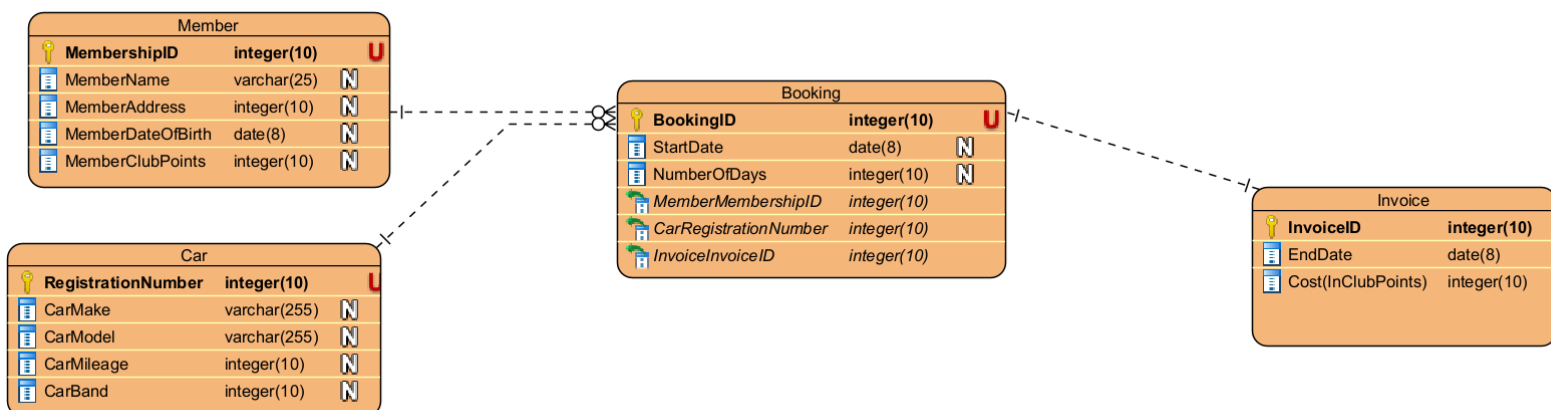 Member
MembershipID integer(10) U
MemberName varchar(25) N
MemberAddress integer(10) N
MemberDateOfBirth date(8) N
MemberClubPoints integer(10) N
Car
RegistrationNumber integer(10) U
CarMake varchar(255) N
CarModel varchar(255) N
CarMileage integer(10) N
CarBand integer(10) N
Booking
BookingID integer(10) U
StartDate date(8) N
NumberOfDays integer(10) N
MemberMembershipID integer(10)
CarRegistrationNumber integer(10)
InvoiceInvoiceID integer(10)
Invoice
InvoiceID integer(10)
EndDate date(8)
Cost(InClubPoints) integer(10)